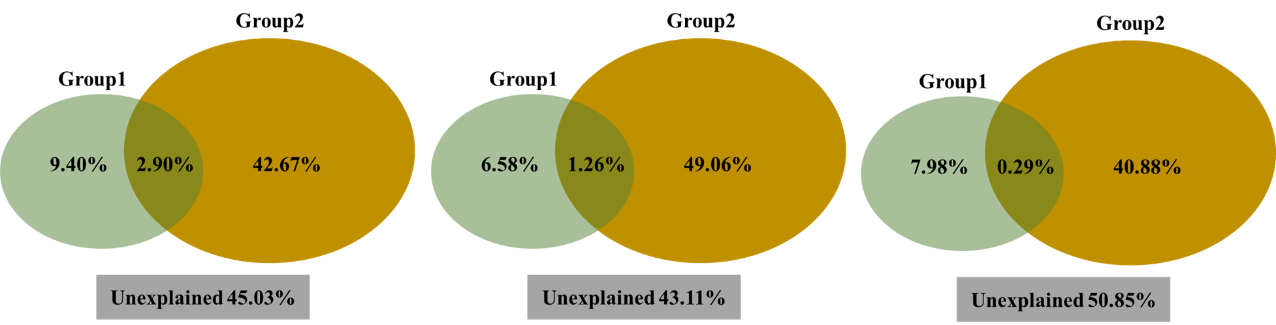 Group2
Group1
9.40% 2.90% 42.67%
Unexplained 45.03%
Group2
Group1
6.58% 1.26% 49.06%
Unexplained 43.11%
Group2
Group1
7.98% 0.29% 40.88%
Unexplained 50.85%